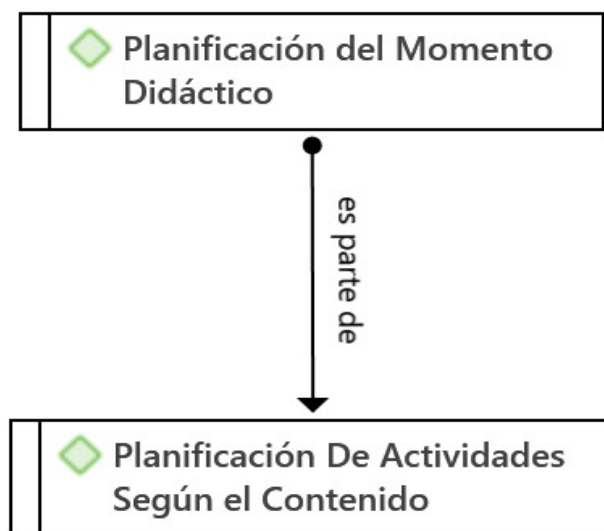 Planificación del Momento
Didáctico
es parte de
Planificación De Actividades
Según el Contenido